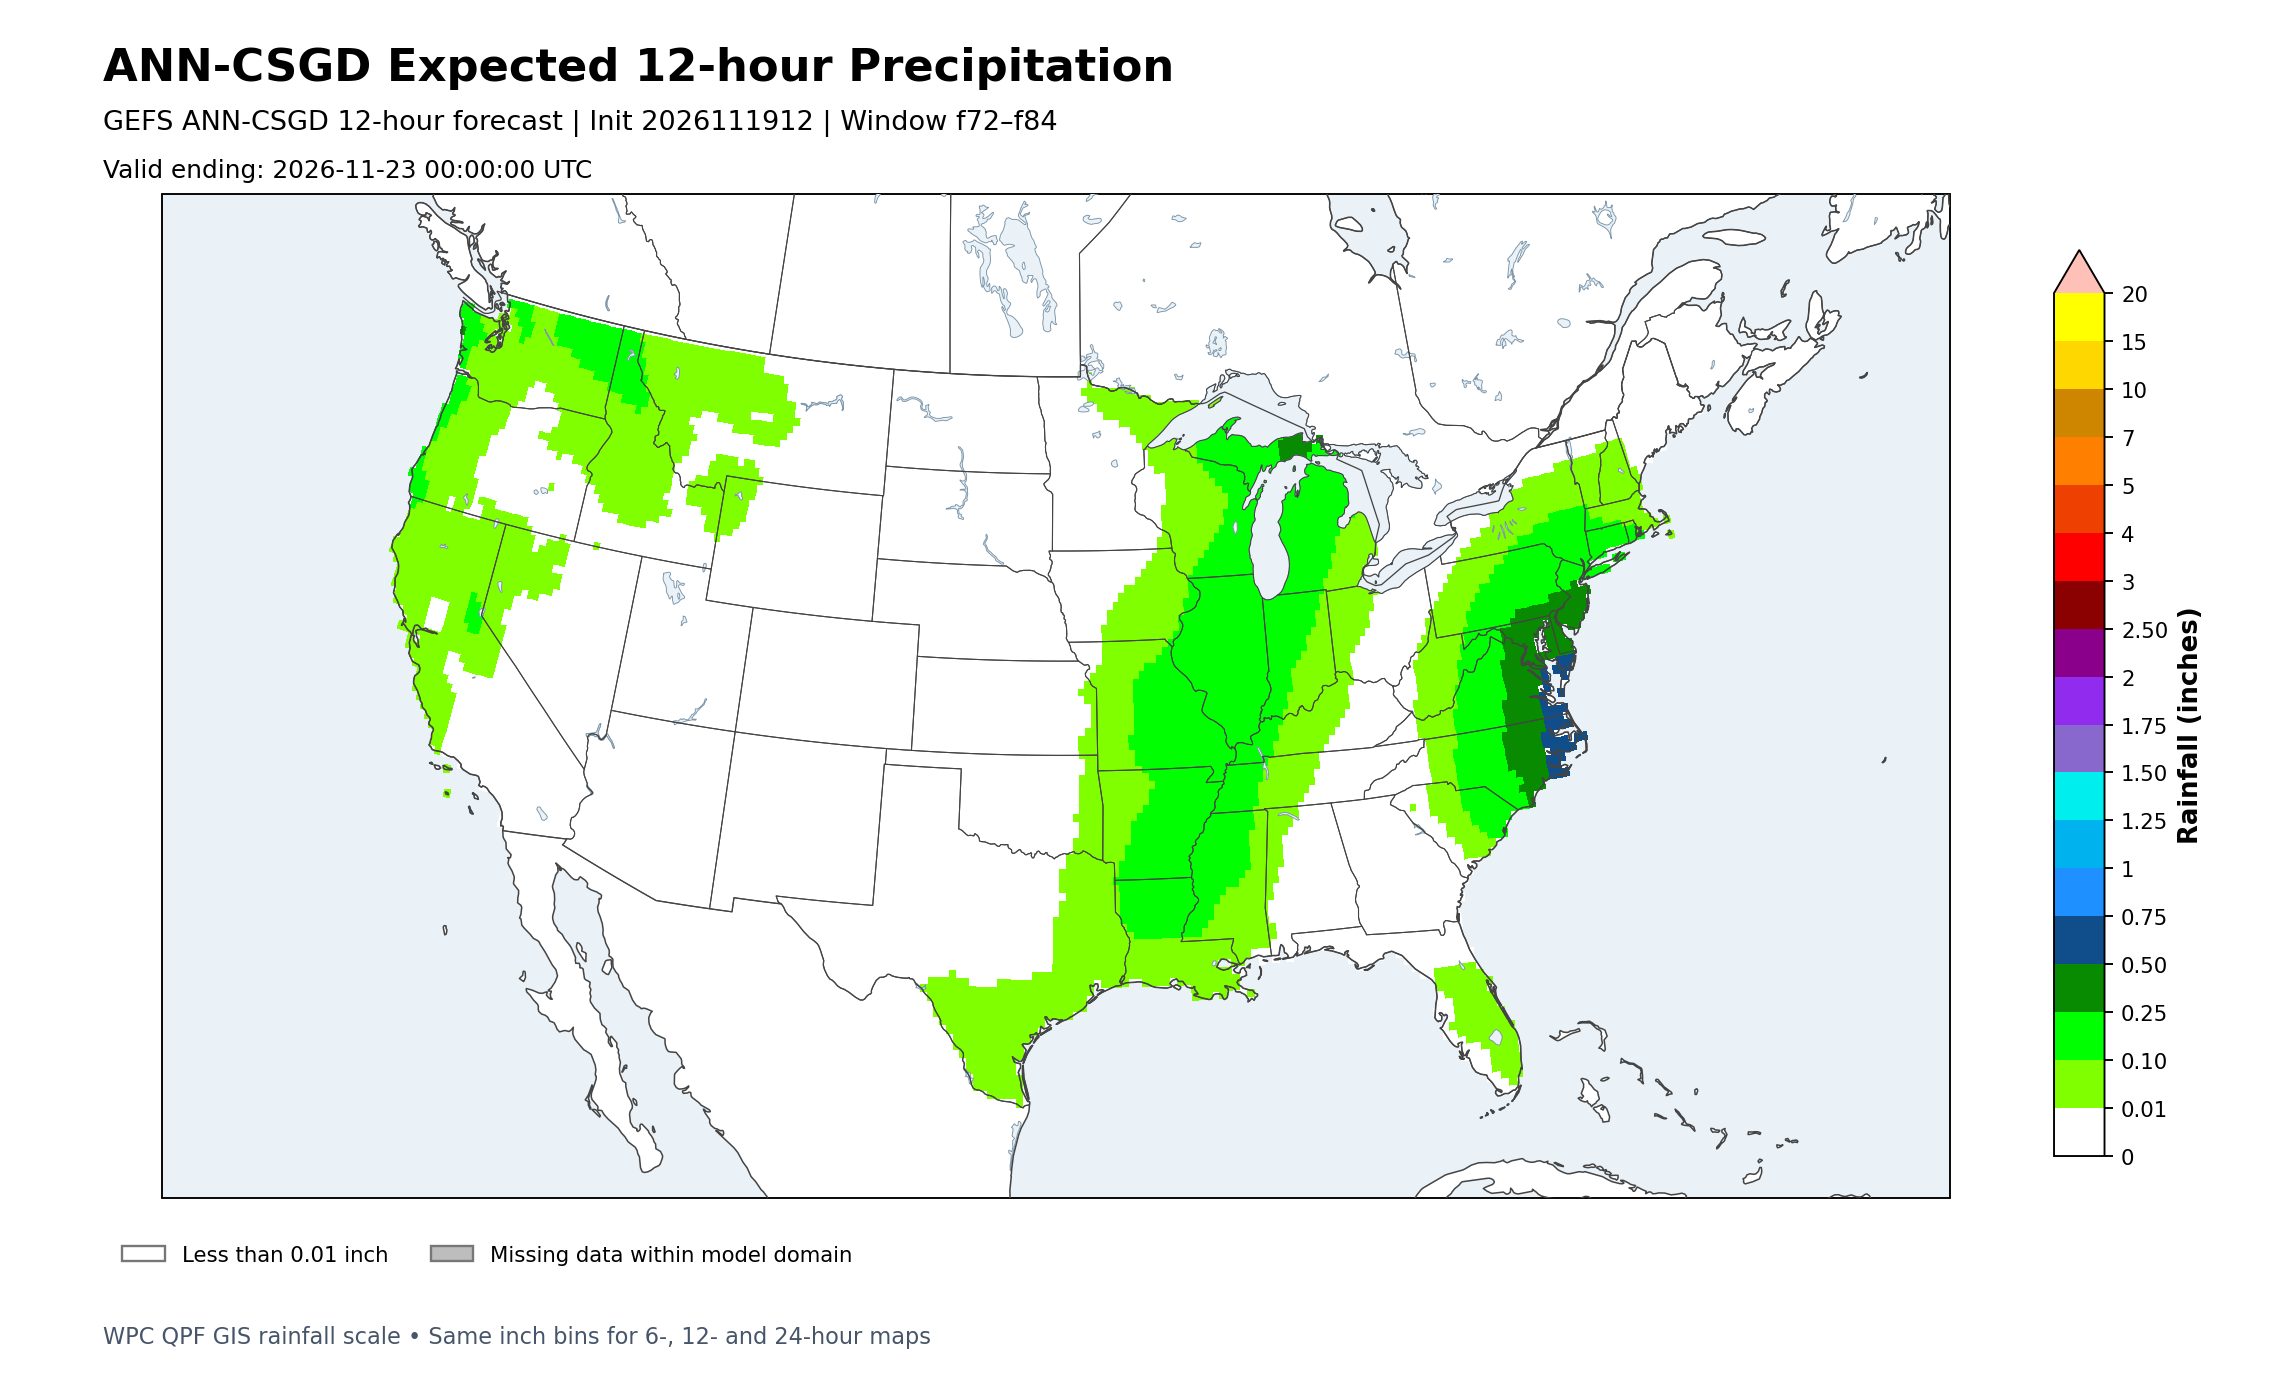 ANN-CSGD Expected 12-hour Precipitation
GEFS ANN-CSGD 12-hour forecast | Init 2026111912 | Window f72–f84
Valid ending: 2026-11-23 00:00:00 UTC
20
15
10
7
5
4
3
2.50
2
1.75
1.50
1.25
1
0.75
0.50
0.25
0.10
0.01
0
Rainfall (inches)
Less than 0.01 inch
Missing data within model domain
WPC QPF GIS rainfall scale • Same inch bins for 6-, 12- and 24-hour maps